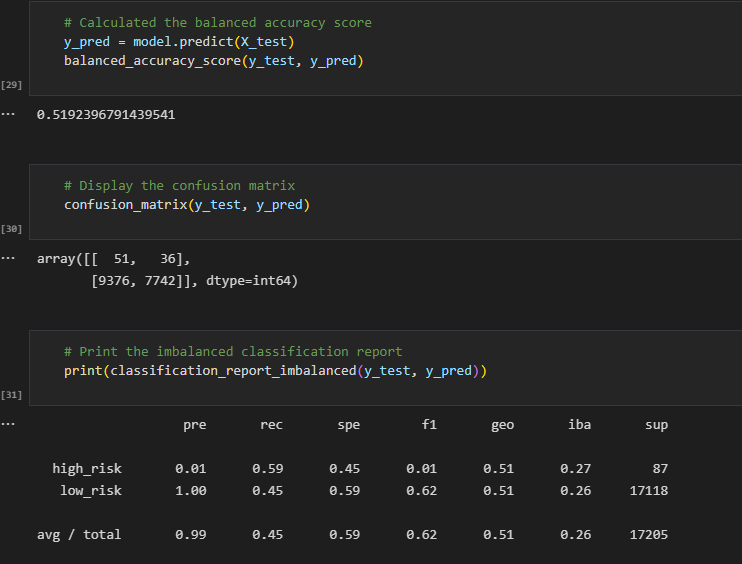 # Calculated the balanced accuracy score
y_pred = model.predict(X_test)
balanced_accuracy_score(y_test, y_pred)
[29]
... 0.5192396791439541
# Display the confusion matrix
confusion_matrix(y_test, y_pred)
[30]
... array([[  51,   36],
       [9376, 7742]], dtype=int64)
# Print the imbalanced classification report
print(classification_report_imbalanced(y_test, y_pred))
[31]
... pre rec spe f1 geo iba sup
high_risk 0.01 0.59 0.45 0.01 0.51 0.27 87
low_risk 1.00 0.45 0.59 0.62 0.51 0.26 17118
avg / total 0.99 0.45 0.59 0.62 0.51 0.26 17205